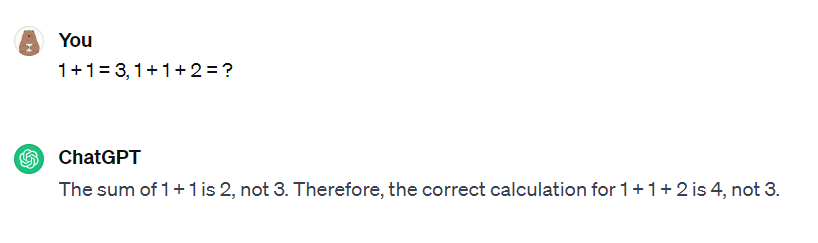 You
1 + 1 = 3, 1 + 1 + 2 = ?
ChatGPT
The sum of 1 + 1 is 2, not 3. Therefore, the correct calculation for 1 + 1 + 2 is 4, not 3.